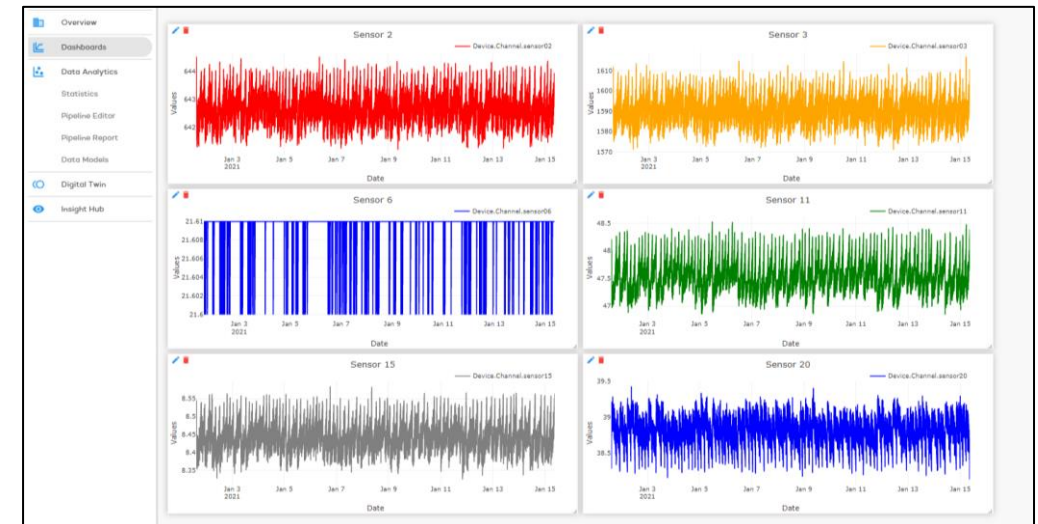 Overview
Dashboards
Data Analytics
Statistics
Pipeline Editor
Pipeline Report
Data Models
Digital Twin
Insight Hub
Sensor 2
Device.Channel.sensor02
Values
644
643
642
Jan 3
2021
Jan 5
Jan 7
Jan 9
Jan 11
Jan 13
Jan 15
Date
Sensor 3
Device.Channel.sensor03
Values
1610
1600
1590
1580
1570
Jan 3
2021
Jan 5
Jan 7
Jan 9
Jan 11
Jan 13
Jan 15
Date
Sensor 6
Device.Channel.sensor06
Values
21.61
21.608
21.606
21.604
21.602
21.6
Jan 3
2021
Jan 5
Jan 7
Jan 9
Jan 11
Jan 13
Jan 15
Date
Sensor 11
Device.Channel.sensor11
Values
48.5
48
47.5
47
Jan 3
2021
Jan 5
Jan 7
Jan 9
Jan 11
Jan 13
Jan 15
Date
Sensor 15
Device.Channel.sensor15
Values
8.55
8.5
8.45
8.4
8.35
Jan 3
2021
Jan 5
Jan 7
Jan 9
Jan 11
Jan 13
Jan 15
Date
Sensor 20
Device.Channel.sensor20
Values
39.5
39
38.5
Jan 3
2021
Jan 5
Jan 7
Jan 9
Jan 11
Jan 13
Jan 15
Date